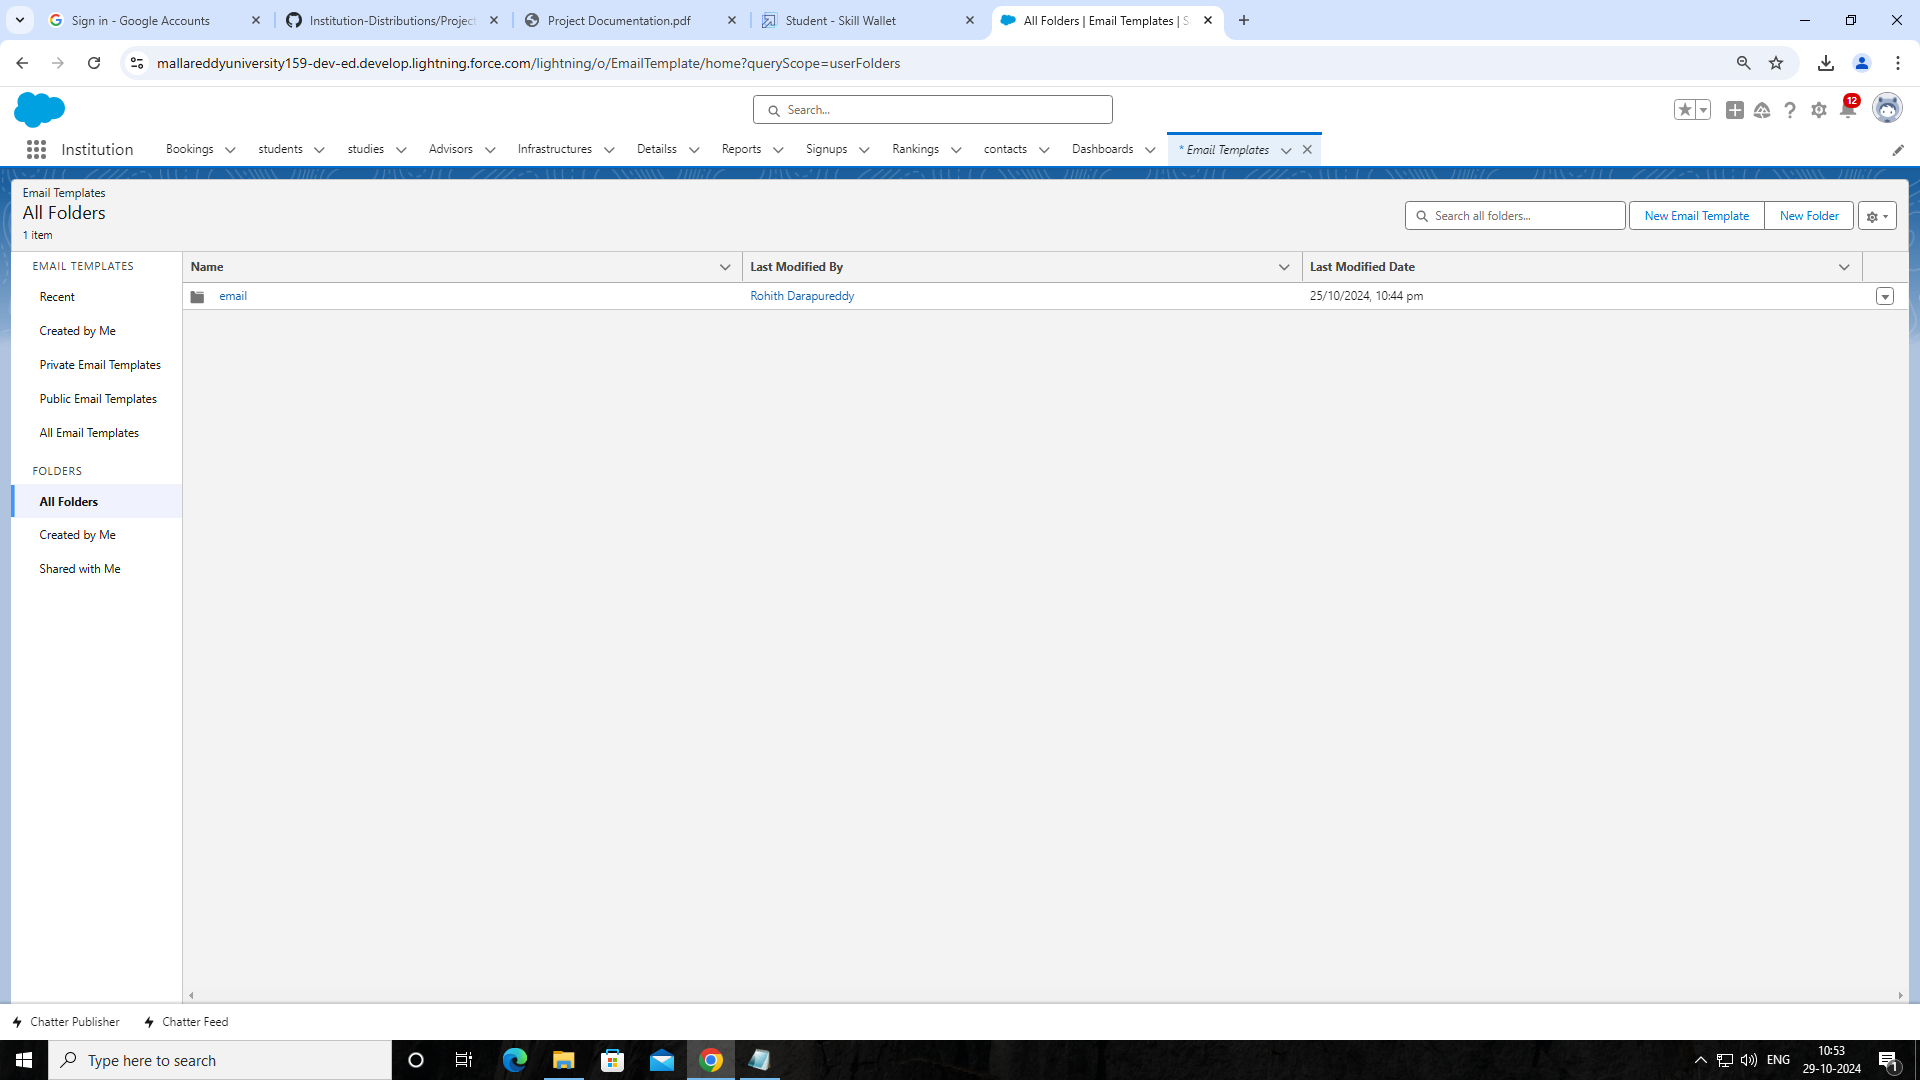 Sign in - Google Accounts
Institution-Distributions/Project
Project Documentation.pdf
Student - Skill Wallet
All Folders | Email Templates | S
mallareddyuniversity159-dev-ed.develop.lightning.force.com/lightning/o/EmailTemplate/home?queryScope=userFolders
Search...
12
Institution
Bookings
students
studies
Advisors
Infrastructures
Detailss
Reports
Signups
Rankings
contacts
Dashboards
* Email Templates
Email Templates
All Folders
1 item
Search all folders...
New Email Template
New Folder
EMAIL TEMPLATES
Recent
Created by Me
Private Email Templates
Public Email Templates
All Email Templates
FOLDERS
All Folders
Created by Me
Shared with Me
Name
Last Modified By
Last Modified Date
email
Rohith Darapureddy
25/10/2024, 10:44 pm
Chatter Publisher
Chatter Feed
Type here to search
ENG
10:53
29-10-2024
1